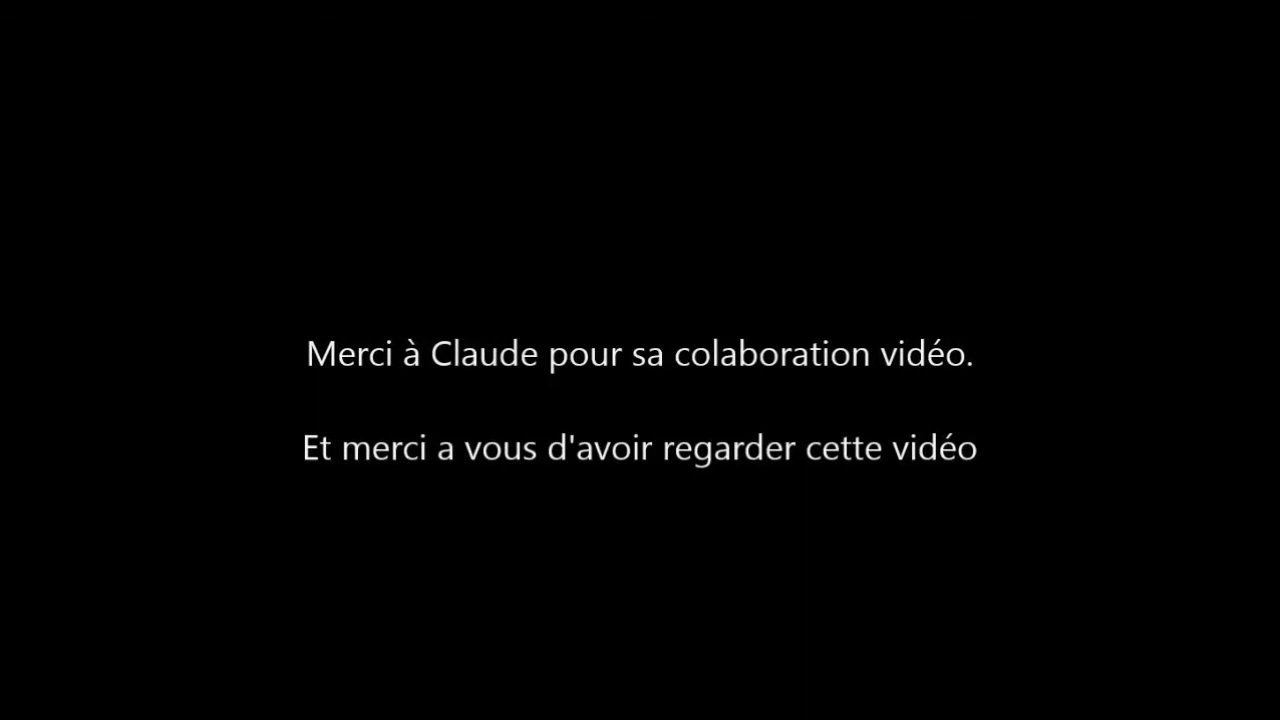 Merci à Claude pour sa colaboration vidéo.
Et merci a vous d'avoir regarder cette vidéo